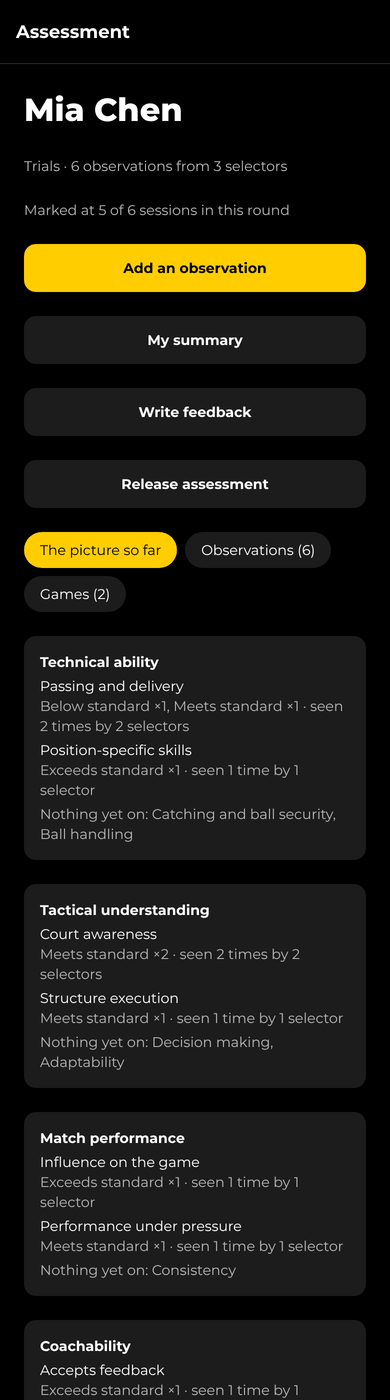 Assessment
Mia Chen
Trials · 6 observations from 3 selectors
Marked at 5 of 6 sessions in this round
Add an observation
My summary
Write feedback
Release assessment
The picture so far
Observations (6)
Games (2)
Technical ability
Passing and delivery
Below standard ×1, Meets standard ×1 · seen
2 times by 2 selectors
Position-specific skills
Exceeds standard ×1 · seen 1 time by 1
selector
Nothing yet on: Catching and ball security,
Ball handling
Tactical understanding
Court awareness
Meets standard ×2 · seen 2 times by 2
selectors
Structure execution
Meets standard ×1 · seen 1 time by 1 selector
Nothing yet on: Decision making,
Adaptability
Match performance
Influence on the game
Exceeds standard ×1 · seen 1 time by 1
selector
Performance under pressure
Meets standard ×1 · seen 1 time by 1 selector
Nothing yet on: Consistency
Coachability
Accepts feedback
Exceeds standard ×1 · seen 1 time by 1